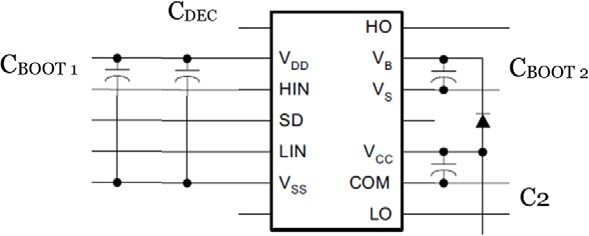 CDEC
CBOOT 1
CBOOT 2
C2
HO
VDD
VB
HIN
VS
SD
LIN
VCC
VSS
COM
LO